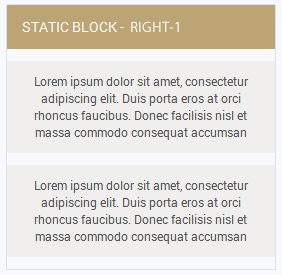 STATIC BLOCK - RIGHT-1
Lorem ipsum dolor sit amet, consectetur
adipiscing elit. Duis porta eros at orci
rhoncus faucibus. Donec facilisis nisl et
massa commodo consequat accumsan
Lorem ipsum dolor sit amet, consectetur
adipiscing elit. Duis porta eros at orci
rhoncus faucibus. Donec facilisis nisl et
massa commodo consequat accumsan